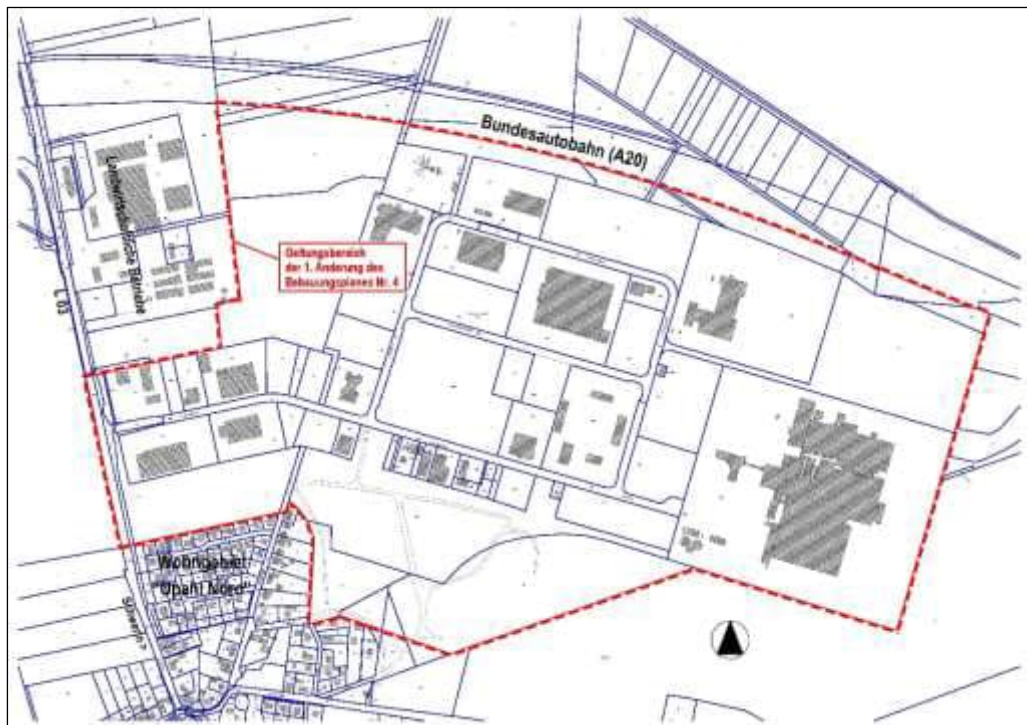 Bundesautobahn (A20)
Landwirtschaftliche Betriebe
Geltungsbereich
der 1. Änderung des
Bebauungsplanes Nr. 4
L 03
Wohngebiet
"Upahl Nord"